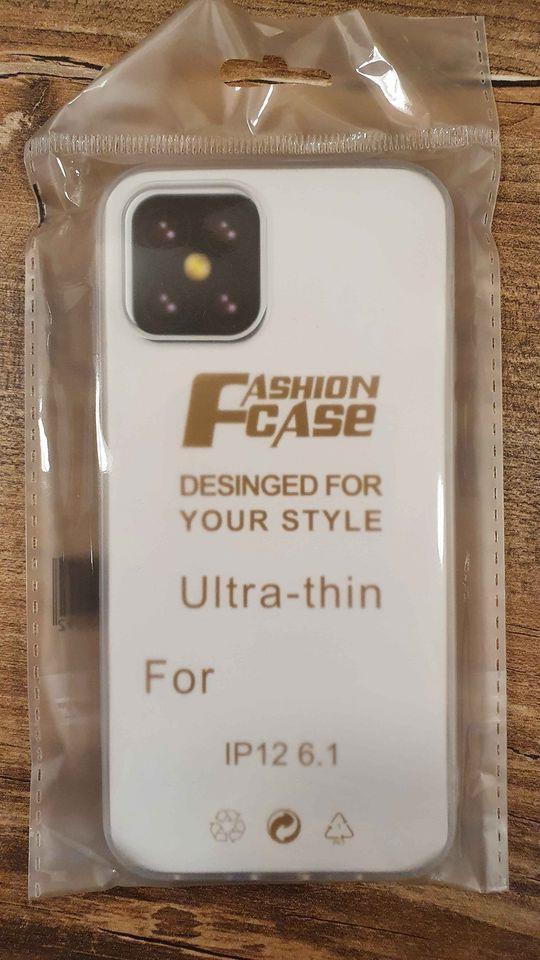 FASHION
CASE
DESINGED FOR
YOUR STYLE
Ultra-thin
For
IP12 6.1